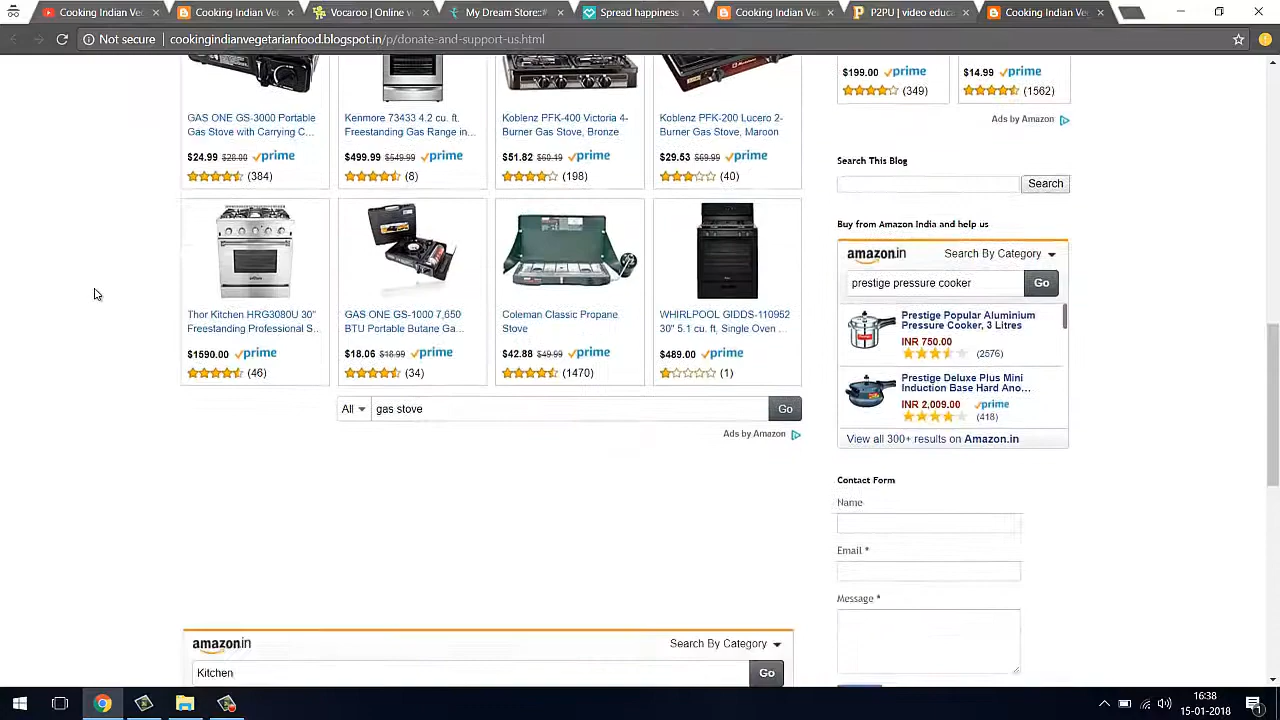 Cooking Indian Ve
Cooking Indian Ve
Vocaroo | Online v
My Dream Store::#
Spread happiness
Cooking Indian Ve
P2PU | video educa
Cooking Indian Ve
Not secure
cookingindianvegetarianfood.blogspot.in/p/donate-and-support-us.html
GAS ONE GS-3000 Portable
Gas Stove with Carrying C...
$24.99 $28.00 prime
(384)
Kenmore 73433 4.2 cu. ft.
Freestanding Gas Range in...
$499.99 $549.99 prime
(8)
Koblenz PFK-400 Victoria 4-
Burner Gas Stove, Bronze
$51.82 prime
(198)
Koblenz PFK-200 Lucero 2-
Burner Gas Stove, Maroon
$29.53 $69.99 prime
(40)
Thor Kitchen HRG3080U 30"
Freestanding Professional S...
$1590.00 prime
(46)
GAS ONE GS-1000 7,650
BTU Portable Butane Ga...
$18.06 $18.99 prime
(34)
Coleman Classic Propane
Stove
$42.88 $49.99 prime
(1470)
WHIRLPOOL GIDDS-110952
30" 5.1 cu. ft, Single Oven ...
$489.00 prime
(1)
All
gas stove
Go
Ads by Amazon
amazon.in
Search By Category
Kitchen
Go
$199.00 prime
(349)
$14.99 prime
(1562)
Ads by Amazon
Search This Blog
Search
Buy from Amazon India and help us
amazon.in
Search By Category
prestige pressure cooker
Go
Prestige Popular Aluminium
Pressure Cooker, 3 Litres
INR 750.00
(2576)
Prestige Deluxe Plus Mini
Induction Base Hard Ano...
INR 2,009.00 prime
(418)
View all 300+ results on Amazon.in
Contact Form
Name
Email *
Message *
16:38
15-01-2018